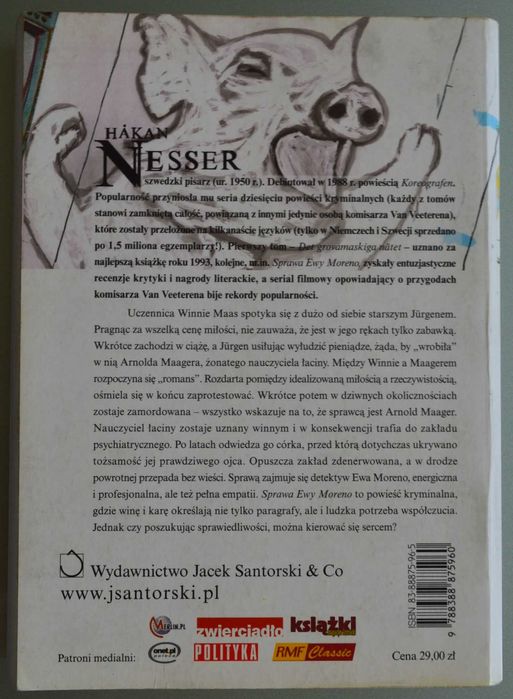 HÅKAN
NESSER
szwedzki pisarz (ur. 1950 r.). Debiutował w 1988 r. powieścią Koreografen.
Popularność przyniosła mu seria dziesięciu powieści kryminalnych (każdy z tomów
stanowi zamkniętą całość, powiązaną z innymi jedynie osobą komisarza Van Veeterena),
które zostały przełożone na kilkanaście języków (tylko w Niemczech i Szwecji sprzedano
po 1,5 miliona egzemplarzy!). Pierwszy tom – Det grovmaskiga nätet – uznano za
najlepszą książkę roku 1993, kolejne, m.in. Sprawa Ewy Moreno, zyskały entuzjastyczne
recenzje krytyki i nagrody literackie, a serial filmowy opowiadający o przygodach
komisarza Van Veeterena bije rekordy popularności.
Uczennica Winnie Maas spotyka się z dużo od siebie starszym Jürgenem.
Pragnąc za wszelką cenę miłości, nie zauważa, że jest w jego rękach tylko zabawką.
Wkrótce zachodzi w ciążę, a Jürgen usiłując wyłudzić pieniądze, żąda, by „wrobiła"
w nią Arnolda Maagera, żonatego nauczyciela łaciny. Między Winnie a Maagerem
rozpoczyna się „romans". Rozdarta pomiędzy idealizowaną miłością a rzeczywistością,
ośmiela się w końcu zaprotestować. Wkrótce potem w dziwnych okolicznościach
zostaje zamordowana – wszystko wskazuje na to, że sprawcą jest Arnold Maager.
Nauczyciel łaciny zostaje uznany winnym i w konsekwencji trafia do zakładu
psychiatrycznego. Po latach odwiedza go córka, przed którą dotychczas ukrywano
tożsamość jej prawdziwego ojca. Opuszcza zakład zdenerwowana, a w drodze
powrotnej przepada bez wieści. Sprawą zajmuje się detektyw Ewa Moreno, energiczna
i profesjonalna, ale też pełna empatii. Sprawa Ewy Moreno to powieść kryminalna,
gdzie winę i karę określają nie tylko paragrafy, ale i ludzka potrzeba współczucia.
Jednak czy poszukując sprawiedliwości, można kierować się sercem?
Wydawnictwo Jacek Santorski & Co
www.jsantorski.pl
ISBN 83-88875-96-5
9 788388 875960
Patroni medialni:
MERLIN.PL
onet.pl
zwierciadło
POLITYKA
książki
RMF Classic
Cena 29,00 zł